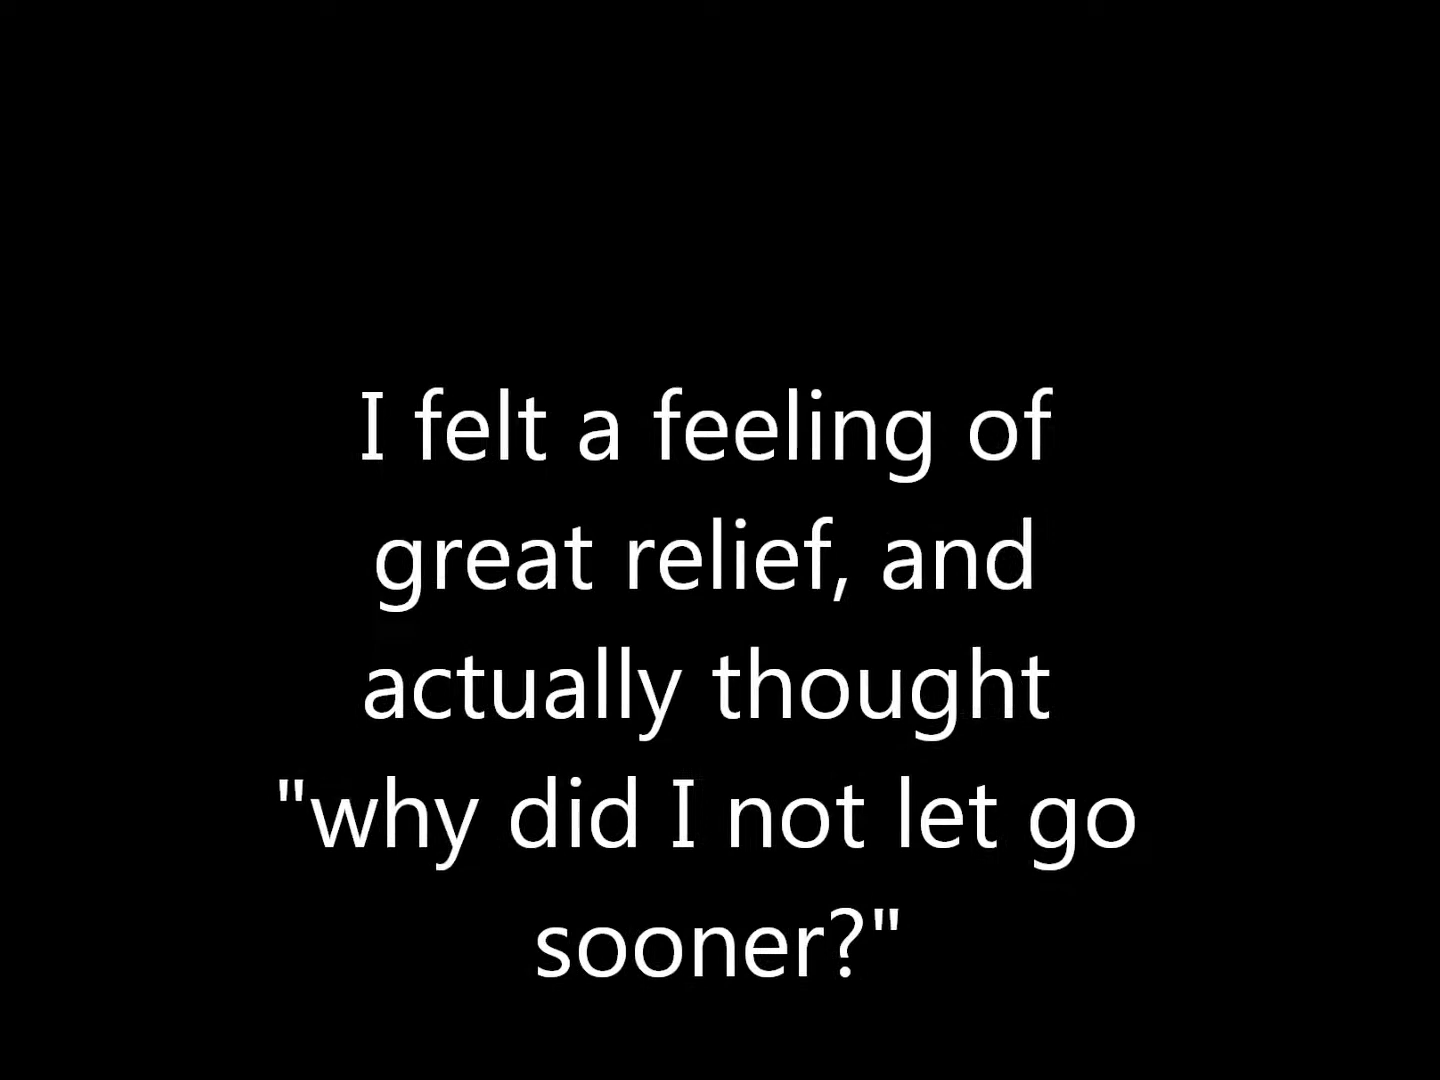 I felt a feeling of
great relief, and
actually thought
"why did I not let go
sooner?"